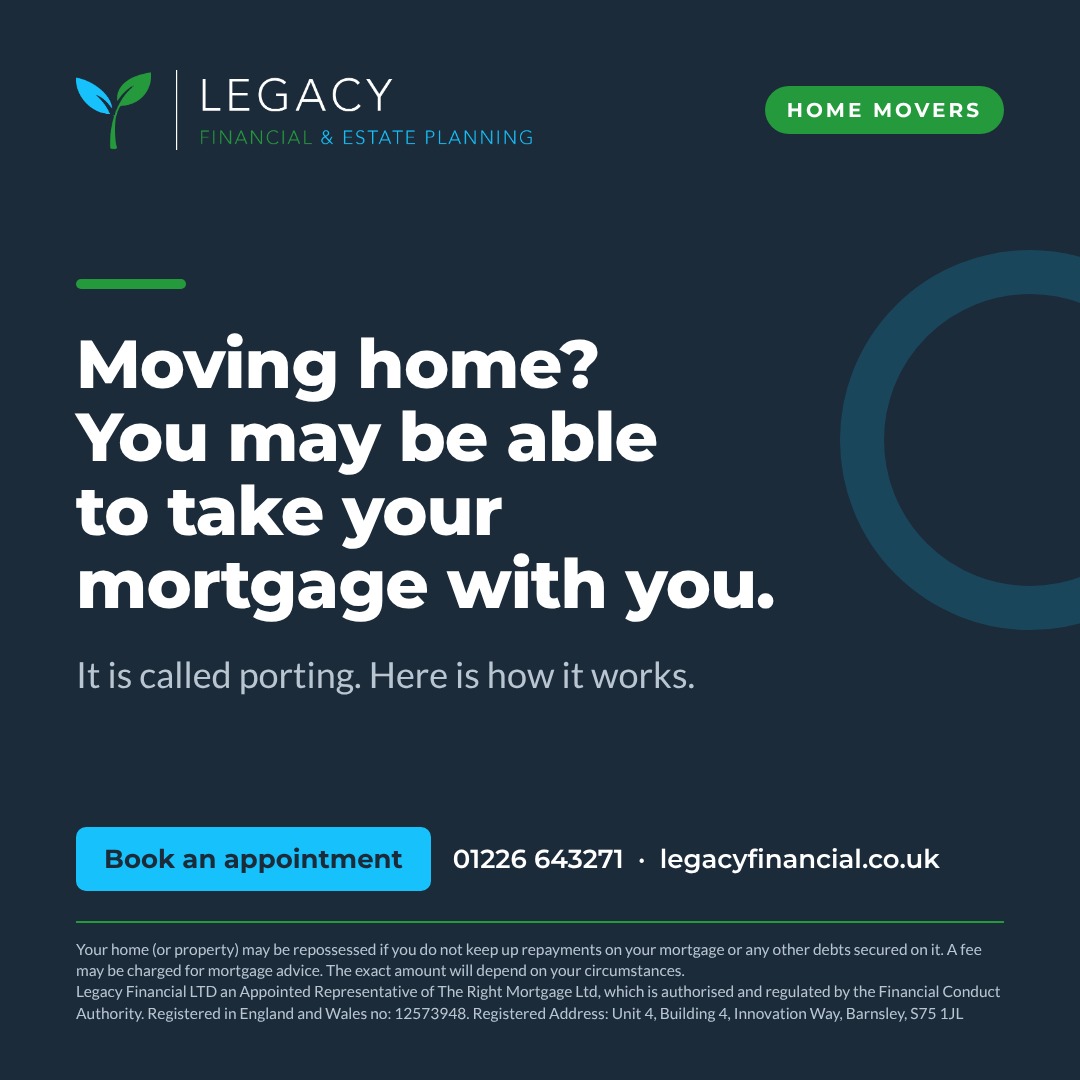 LEGACY
FINANCIAL & ESTATE PLANNING
HOME MOVERS
Moving home?
You may be able
to take your
mortgage with you.
It is called porting. Here is how it works.
Book an appointment
01226 643271 · legacyfinancial.co.uk
Your home (or property) may be repossessed if you do not keep up repayments on your mortgage or any other debts secured on it. A fee
may be charged for mortgage advice. The exact amount will depend on your circumstances.
Legacy Financial LTD an Appointed Representative of The Right Mortgage Ltd, which is authorised and regulated by the Financial Conduct
Authority. Registered in England and Wales no: 12573948. Registered Address: Unit 4, Building 4, Innovation Way, Barnsley, S75 1JL